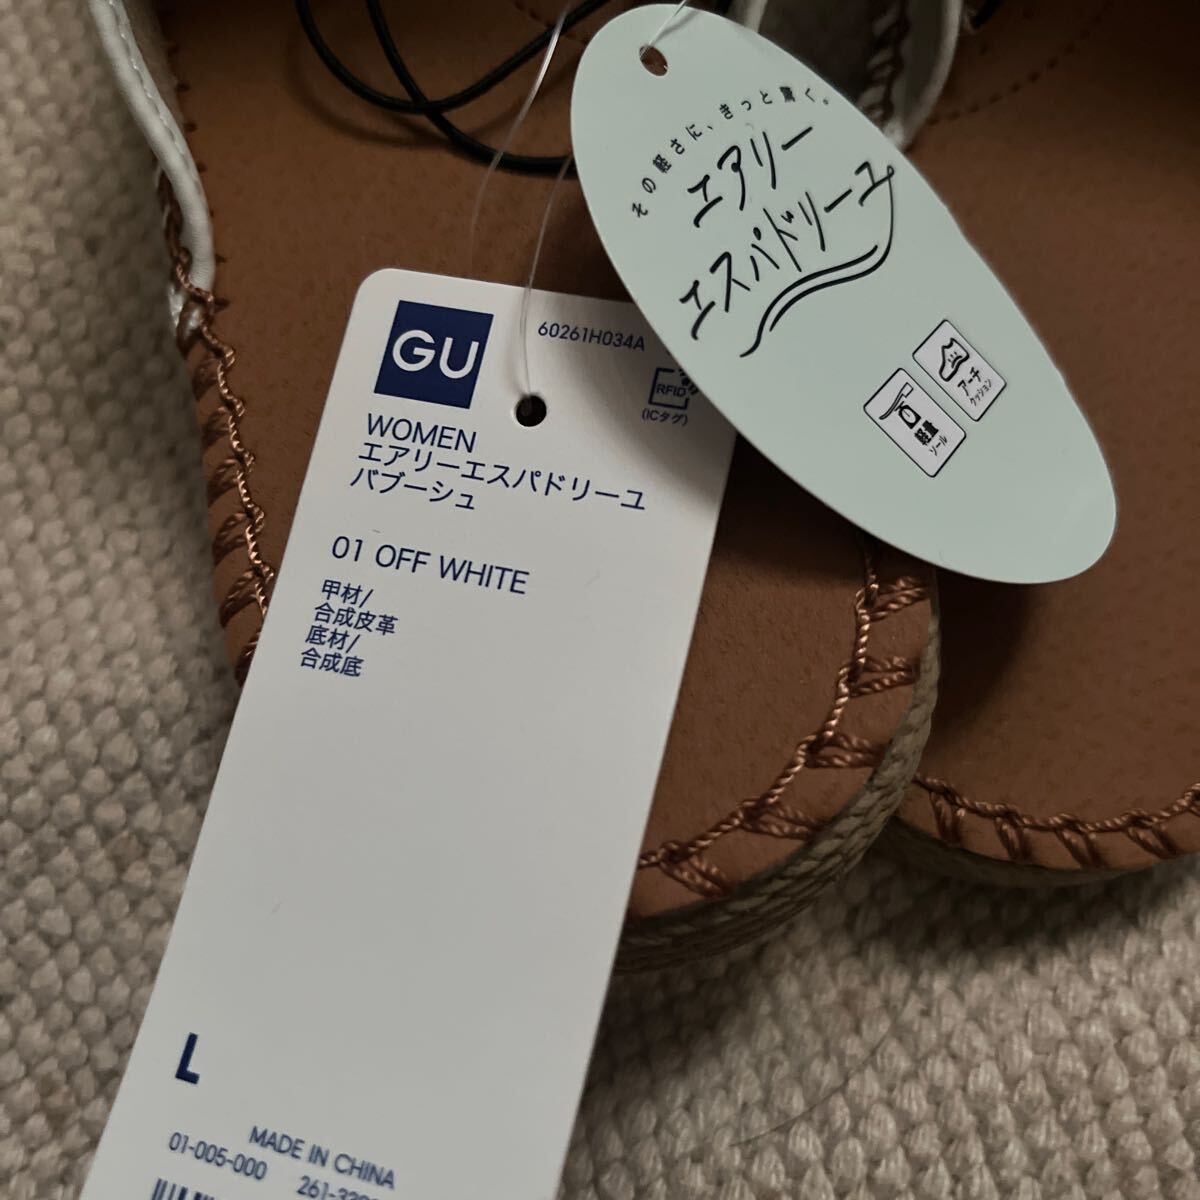 その軽さに、きっと驚く。
エアリー
エスパドリーユ
アーチ
クッション
軽量
ソール
GU
60261H034A
RFID
(ICタグ)
WOMEN
エアリーエスパドリーユ
バブーシュ
01 OFF WHITE
甲材/
合成皮革
底材/
合成底
L
MADE IN CHINA
01-005-000